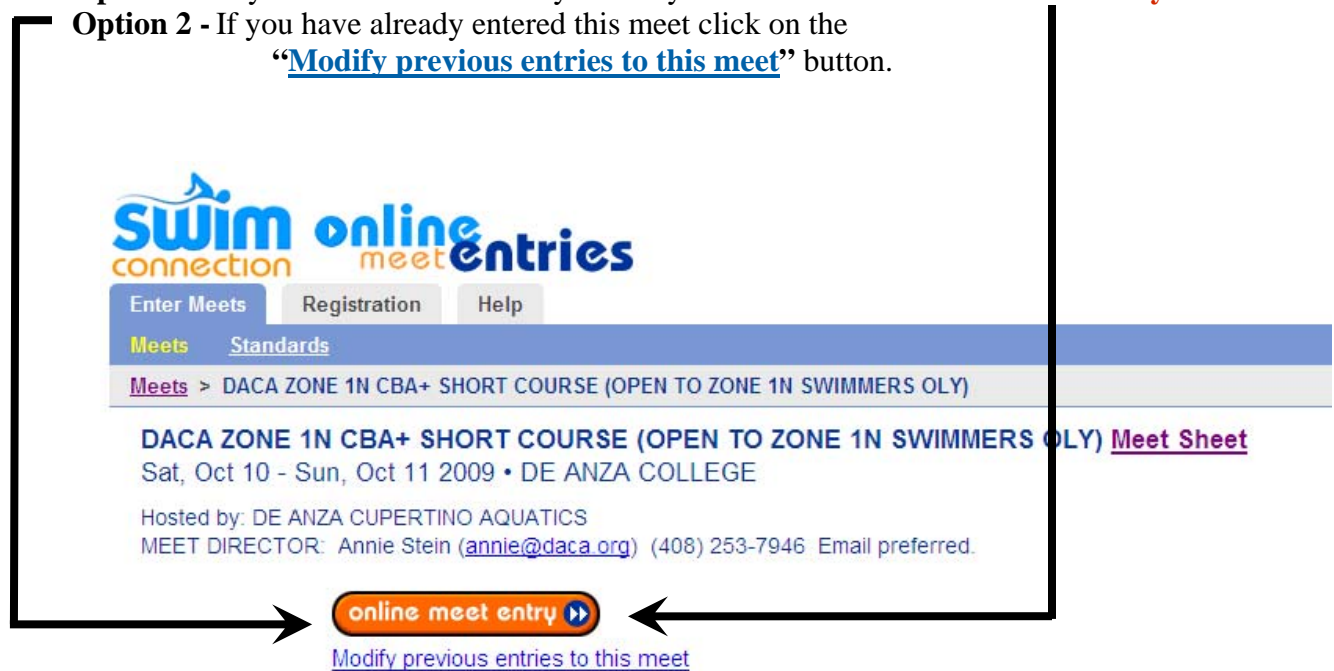 Option 2 - If you have already entered this meet click on the
“Modify previous entries to this meet” button.
swim connection online meet entries
Enter Meets Registration Help
Meets Standards
Meets > DACA ZONE 1N CBA+ SHORT COURSE (OPEN TO ZONE 1N SWIMMERS OLY)
DACA ZONE 1N CBA+ SHORT COURSE (OPEN TO ZONE 1N SWIMMERS OLY) Meet Sheet
Sat, Oct 10 - Sun, Oct 11 2009 • DE ANZA COLLEGE
Hosted by: DE ANZA CUPERTINO AQUATICS
MEET DIRECTOR: Annie Stein (annie@daca.org) (408) 253-7946 Email preferred.
online meet entry
Modify previous entries to this meet